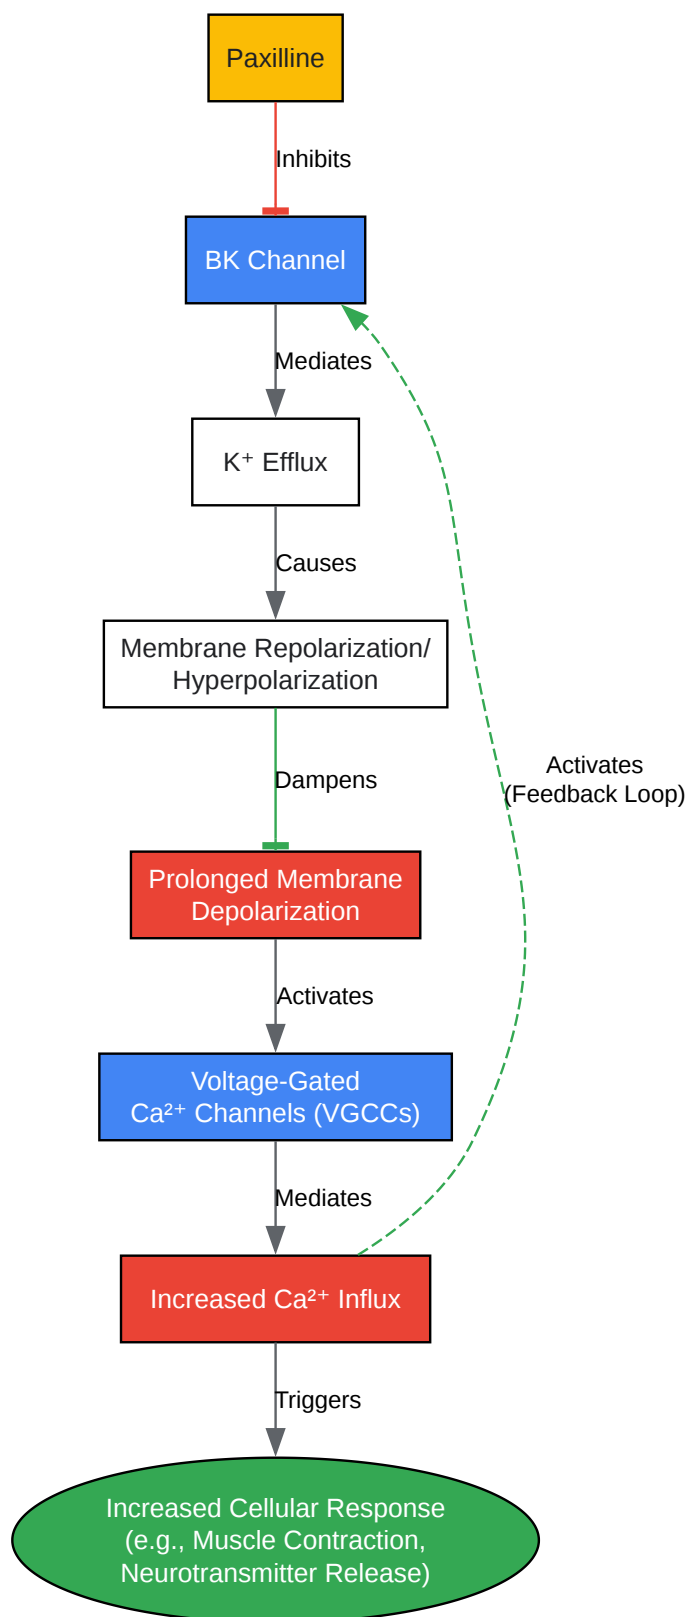 Paxilline
Inhibits
BK Channel
Mediates
K⁺ Efflux
Causes
Membrane Repolarization/
Hyperpolarization
Dampens
Activates
(Feedback Loop)
Prolonged Membrane
Depolarization
Activates
Voltage-Gated
Ca²⁺ Channels (VGCCs)
Mediates
Increased Ca²⁺ Influx
Triggers
Increased Cellular Response
(e.g., Muscle Contraction,
Neurotransmitter Release)